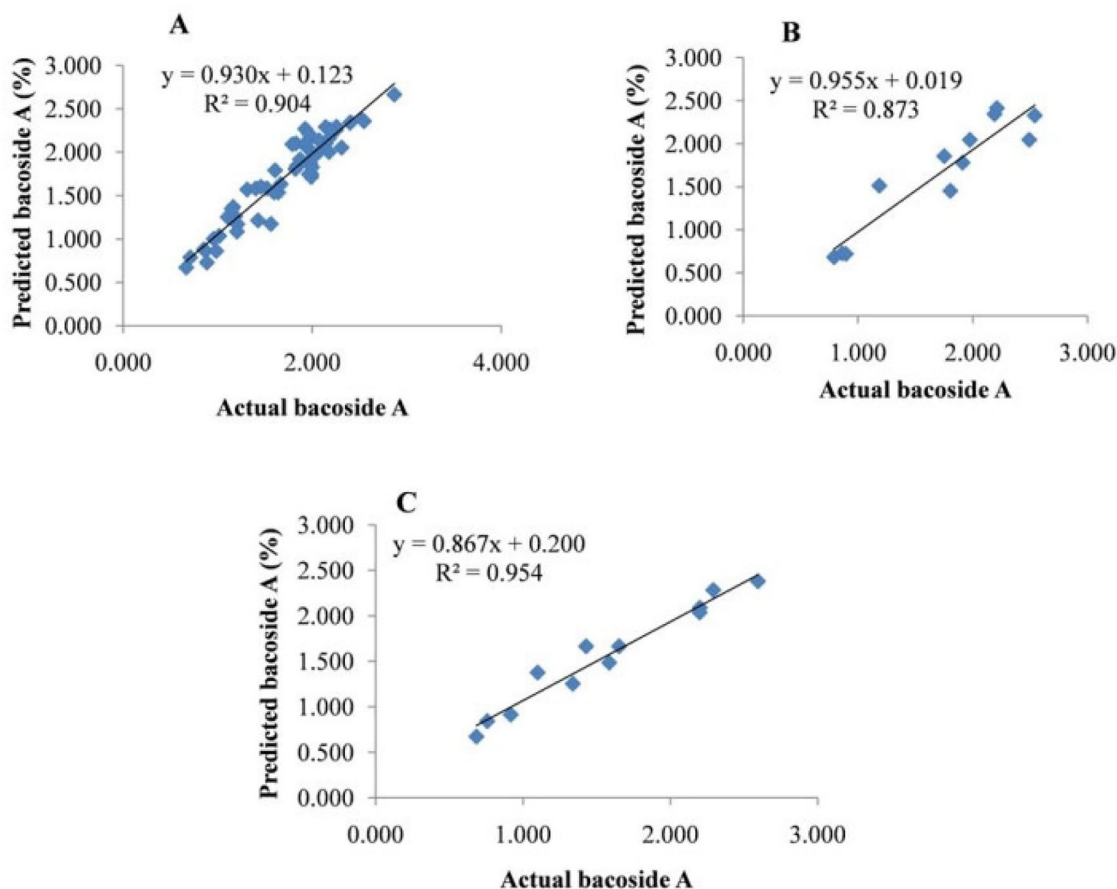 A
y = 0.930x + 0.123
R² = 0.904
Predicted bacoside A (%)
3.000
2.500
2.000
1.500
1.000
0.500
0.000
0.000 2.000 4.000
Actual bacoside A
B
y = 0.955x + 0.019
R² = 0.873
Predicted bacoside A (%)
3.000
2.500
2.000
1.500
1.000
0.500
0.000
0.000 1.000 2.000 3.000
Actual bacoside A
C
y = 0.867x + 0.200
R² = 0.954
Predicted bacoside A (%)
3.000
2.500
2.000
1.500
1.000
0.500
0.000
0.000 1.000 2.000 3.000
Actual bacoside A